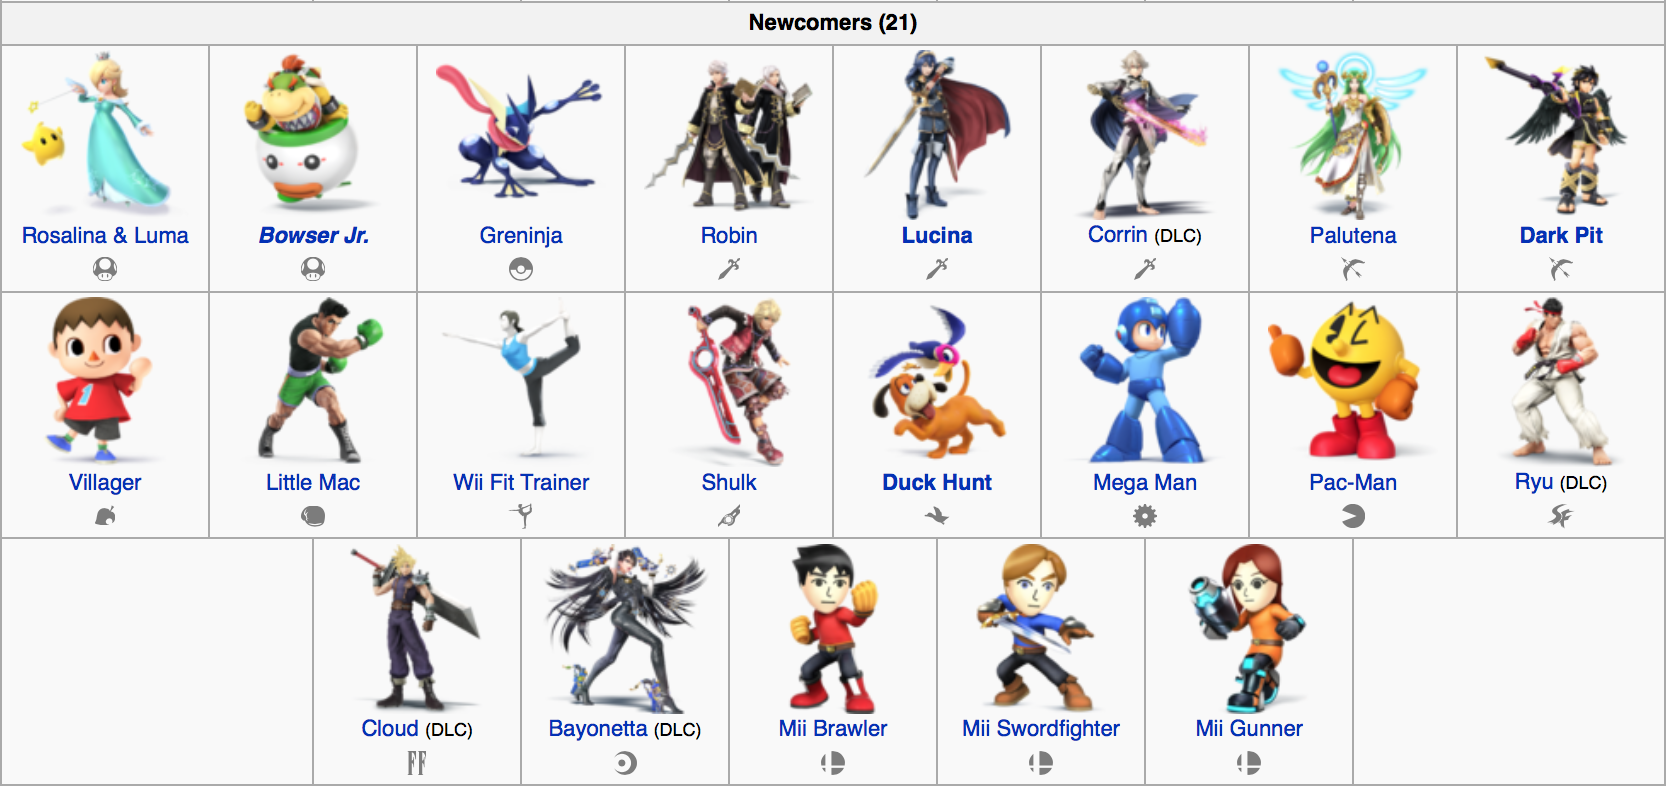 Newcomers (21)
Rosalina & Luma
Bowser Jr.
Greninja
Robin
Lucina
Corrin (DLC)
Palutena
Dark Pit
1
Villager
Little Mac
Wii Fit Trainer
Shulk
Duck Hunt
Mega Man
Pac-Man
Ryu (DLC)
Cloud (DLC)
Bayonetta (DLC)
Mii Brawler
Mii Swordfighter
Mii Gunner
FF